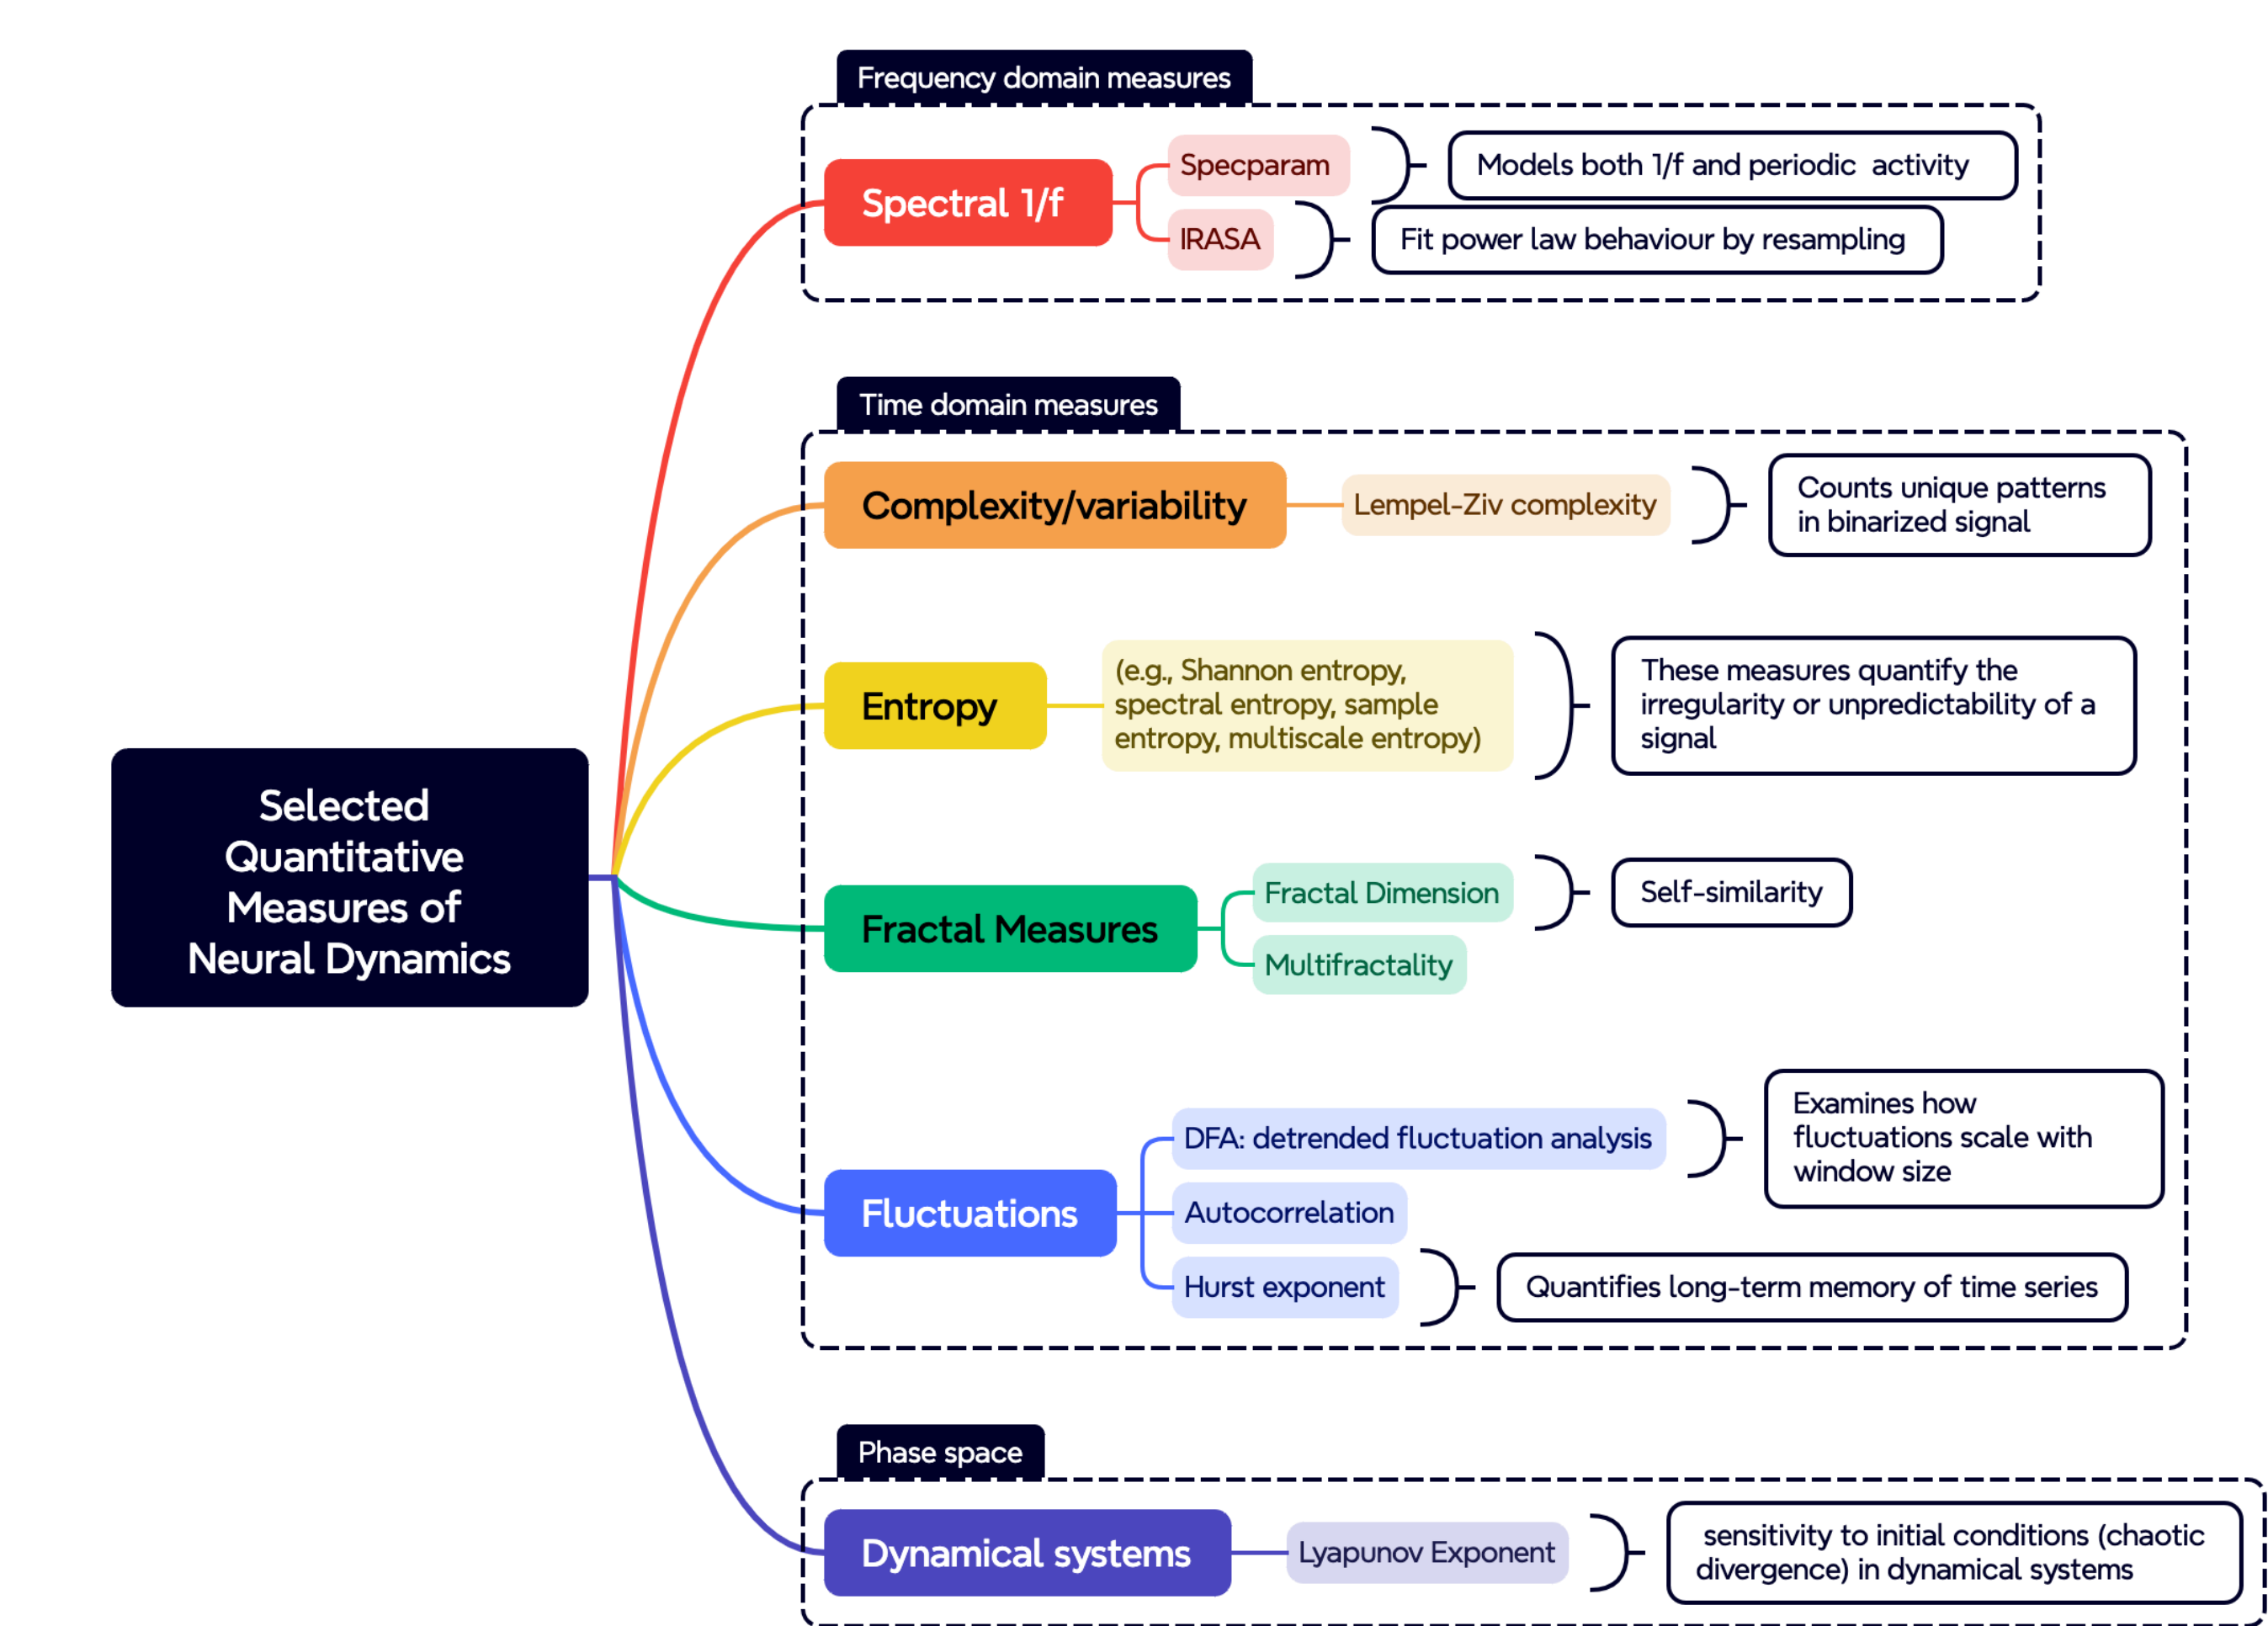 Frequency domain measures
Spectral 1/f
Specparam
Models both 1/f and periodic  activity
IRASA
Fit power law behaviour by resampling
Time domain measures
Complexity/variability
Lempel-Ziv complexity
Counts unique patterns
in binarized signal
Entropy
(e.g., Shannon entropy,
spectral entropy, sample
entropy, multiscale entropy)
These measures quantify the
irregularity or unpredictability of a
signal
Selected
Quantitative
Measures of
Neural Dynamics
Fractal Measures
Fractal Dimension
Self-similarity
Multifractality
Fluctuations
DFA: detrended fluctuation analysis
Examines how
fluctuations scale with
window size
Autocorrelation
Hurst exponent
Quantifies long-term memory of time series
Phase space
Dynamical systems
Lyapunov Exponent
sensitivity to initial conditions (chaotic
divergence) in dynamical systems